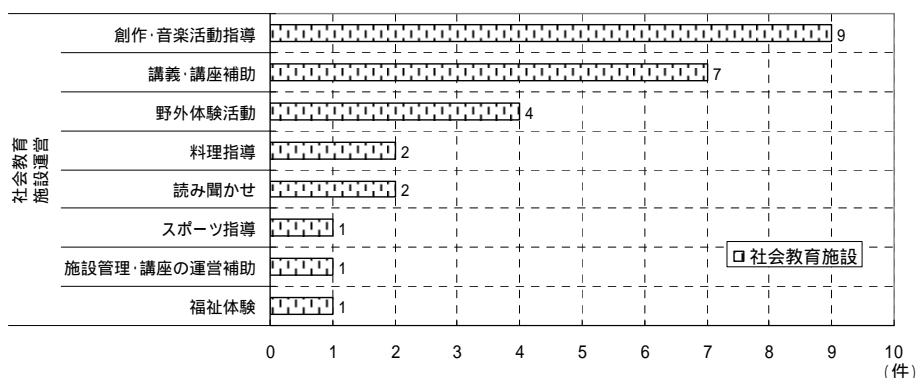 社会教育
施設運営
創作・音楽活動指導 9
講義・講座補助 7
野外体験活動 4
料理指導 2
読み聞かせ 2
スポーツ指導 1
施設管理・講座の運営補助 1
福祉体験 1
社会教育施設
0 1 2 3 4 5 6 7 8 9 10
(件)